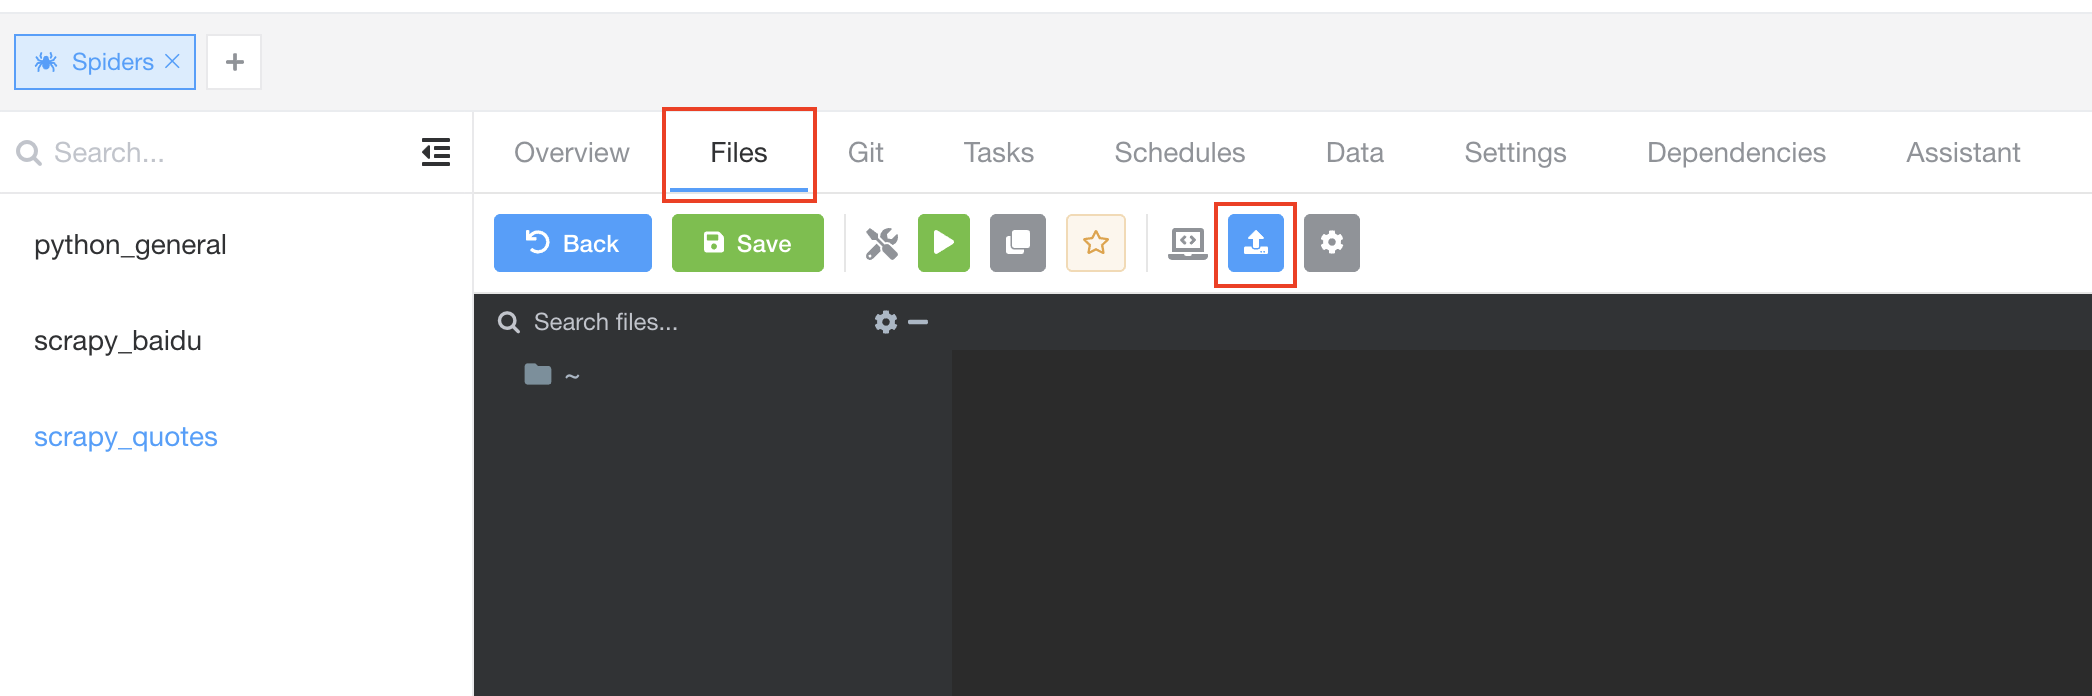 Spiders
Search...
Overview Files Git Tasks Schedules Data Settings Dependencies Assistant
Back Save
python_general
scrapy_baidu
scrapy_quotes
Search files...
~